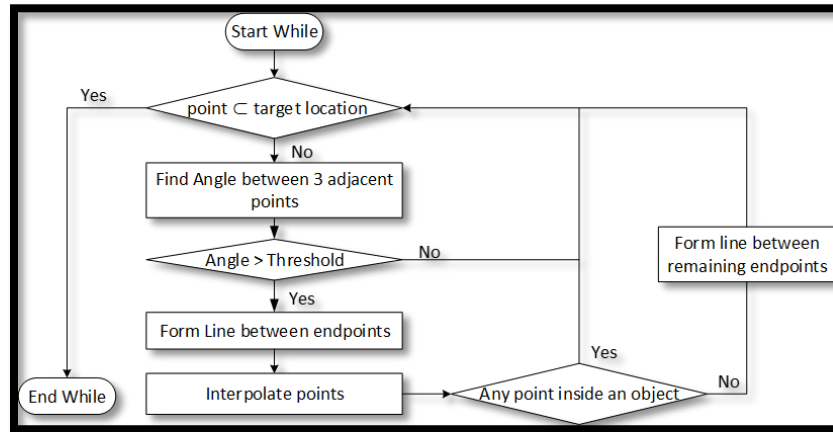 Start While
Yes
point ⊂ target location
No
Find Angle between 3 adjacent
points
Angle > Threshold
No
Form line between
remaining endpoints
Yes
Form Line between endpoints
Yes
End While
Interpolate points
Any point inside an object
No